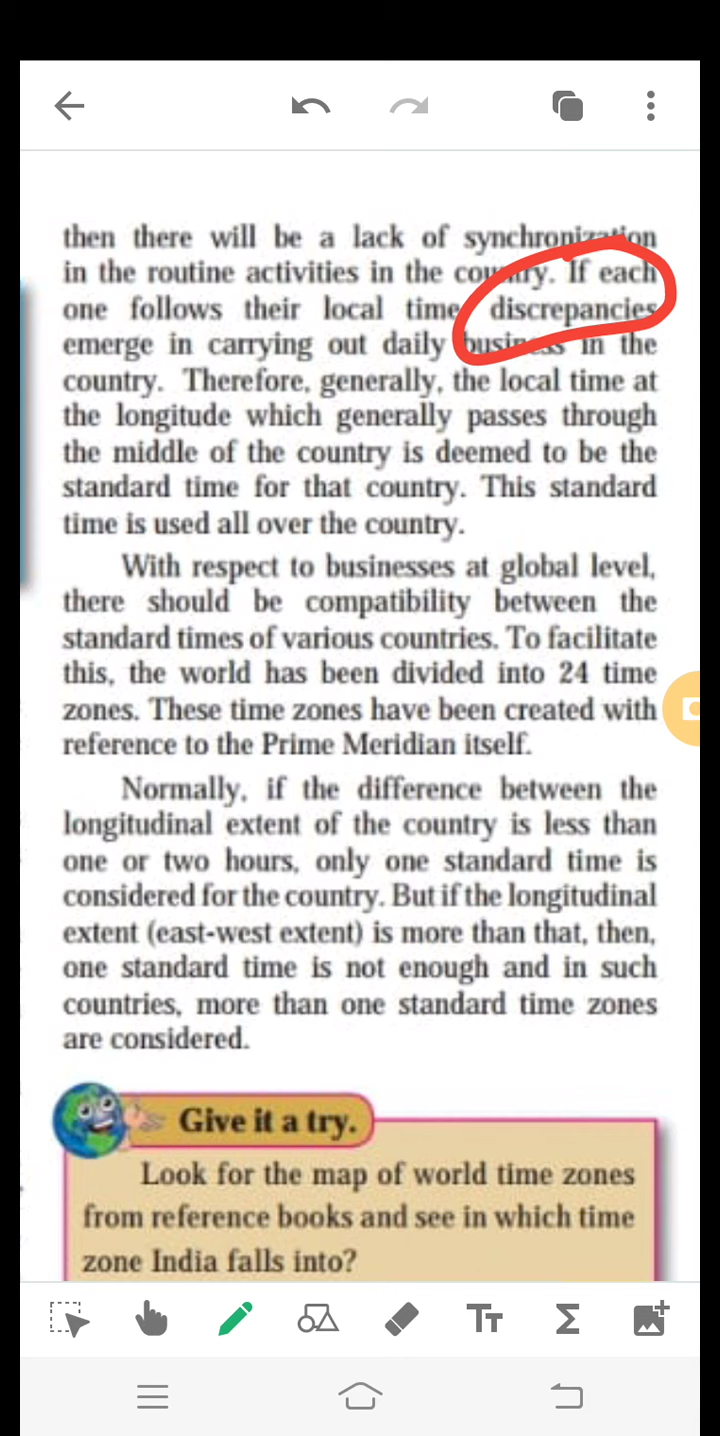 then there will be a lack of synchronization
in the routine activities in the country. If each
one follows their local time, discrepancies
emerge in carrying out daily business in the
country. Therefore, generally, the local time at
the longitude which generally passes through
the middle of the country is deemed to be the
standard time for that country. This standard
time is used all over the country.
With respect to businesses at global level,
there should be compatibility between the
standard times of various countries. To facilitate
this, the world has been divided into 24 time
zones. These time zones have been created with
reference to the Prime Meridian itself.
Normally, if the difference between the
longitudinal extent of the country is less than
one or two hours, only one standard time is
considered for the country. But if the longitudinal
extent (east-west extent) is more than that, then,
one standard time is not enough and in such
countries, more than one standard time zones
are considered.
Give it a try.
Look for the map of world time zones
from reference books and see in which time
zone India falls into?
TT Σ